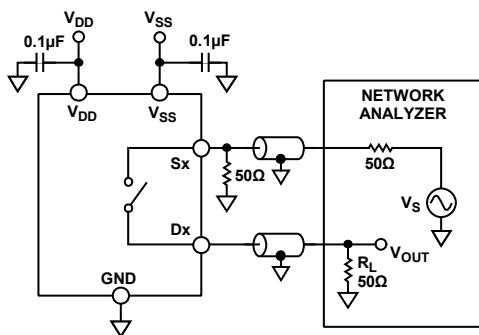 VDD
VSS
0.1µF
0.1µF
VDD
VSS
NETWORK
ANALYZER
Sx
50Ω
50Ω
VS
Dx
VOUT
RL
50Ω
GND